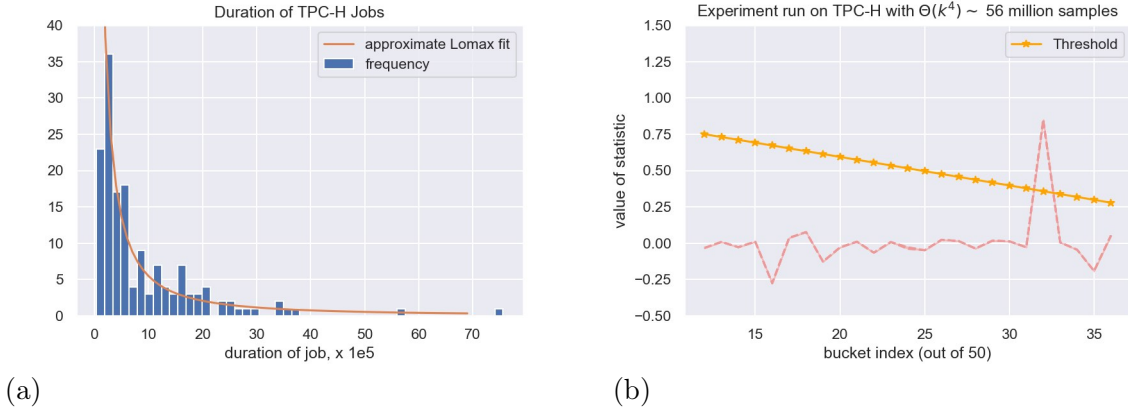 Duration of TPC-H Jobs
40
35
30
25
20
15
10
5
0
approximate Lomax fit
frequency
0 10 20 30 40 50 60 70
duration of job, x 1e5
(a)
Experiment run on TPC-H with Θ(k⁴) ~ 56 million samples
value of statistic
1.50
1.25
1.00
0.75
0.50
0.25
0.00
−0.25
−0.50
Threshold
15 20 25 30 35
bucket index (out of 50)
(b)